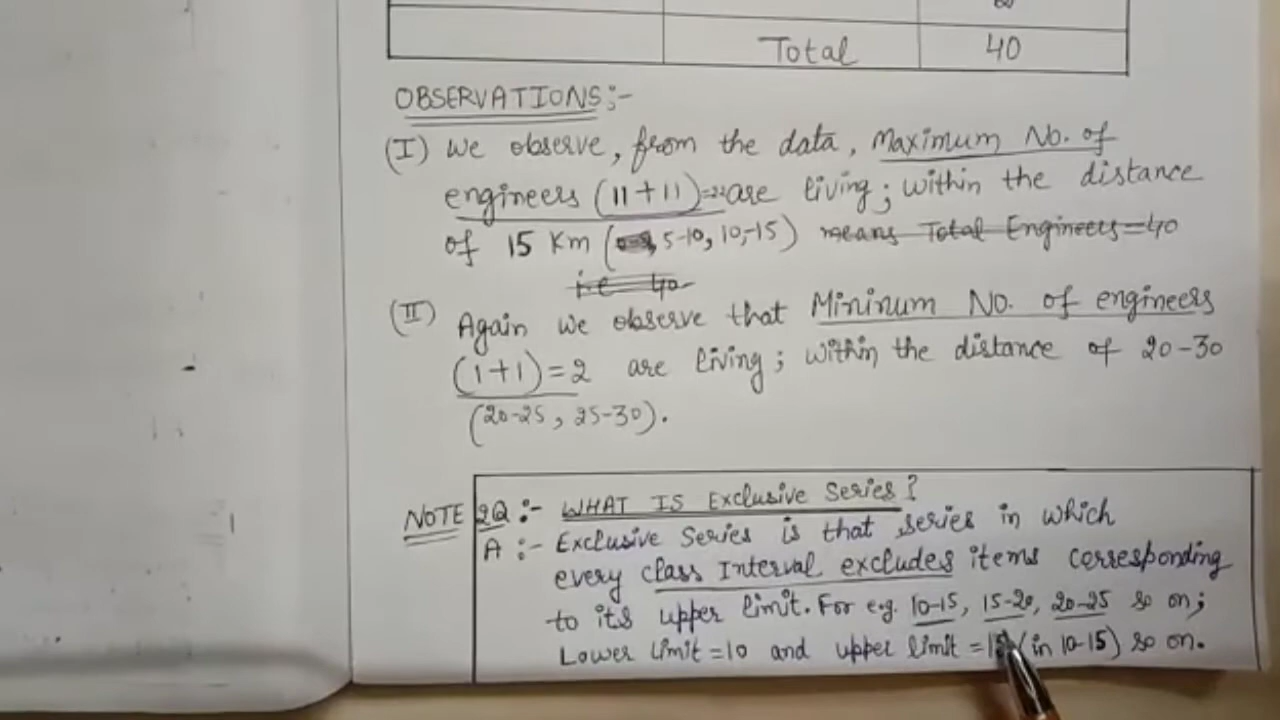 Total 40
OBSERVATIONS:-
(I) We observe, from the data, Maximum No. of
engineers (11+11)=22are living; within the distance
of 15 Km ( 5-10, 10,-15) means Total Engineers=40
i.e 40
(II) Again we observe that Mininum No. of engineers
(1+1)=2 are living; within the distance of 20-30
(20-25, 25-30).
NOTE 2Q:- WHAT IS Exclusive Series?
A:- Exclusive Series is that series in which
every class Interval excludes items corresponding
to its upper limit. For e.g. 10-15, 15-20, 20-25 so on;
Lower limit=10 and upper limit =15 (in 10-15) so on.